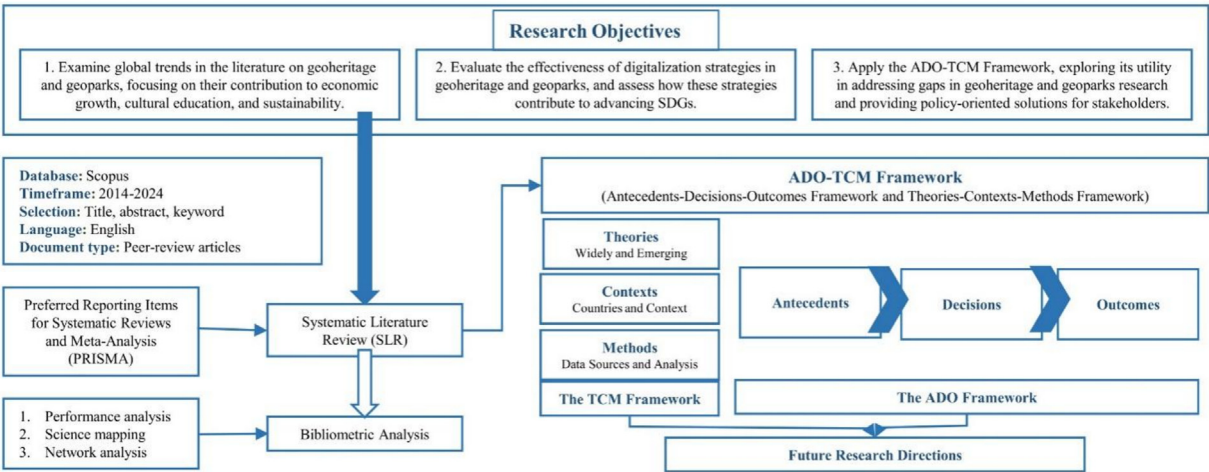 Research Objectives
1. Examine global trends in the literature on geoheritage
and geoparks, focusing on their contribution to economic
growth, cultural education, and sustainability.
2. Evaluate the effectiveness of digitalization strategies in
geoheritage and geoparks, and assess how these strategies
contribute to advancing SDGs.
3. Apply the ADO-TCM Framework, exploring its utility
in addressing gaps in geoheritage and geoparks research
and providing policy-oriented solutions for stakeholders.
Database: Scopus
Timeframe: 2014-2024
Selection: Title, abstract, keyword
Language: English
Document type: Peer-review articles
Preferred Reporting Items
for Systematic Reviews
and Meta-Analysis
(PRISMA)
Systematic Literature
Review (SLR)
1. Performance analysis
2. Science mapping
3. Network analysis
Bibliometric Analysis
ADO-TCM Framework
(Antecedents-Decisions-Outcomes Framework and Theories-Contexts-Methods Framework)
Theories
Widely and Emerging
Contexts
Countries and Context
Methods
Data Sources and Analysis
The TCM Framework
Antecedents
Decisions
Outcomes
The ADO Framework
Future Research Directions